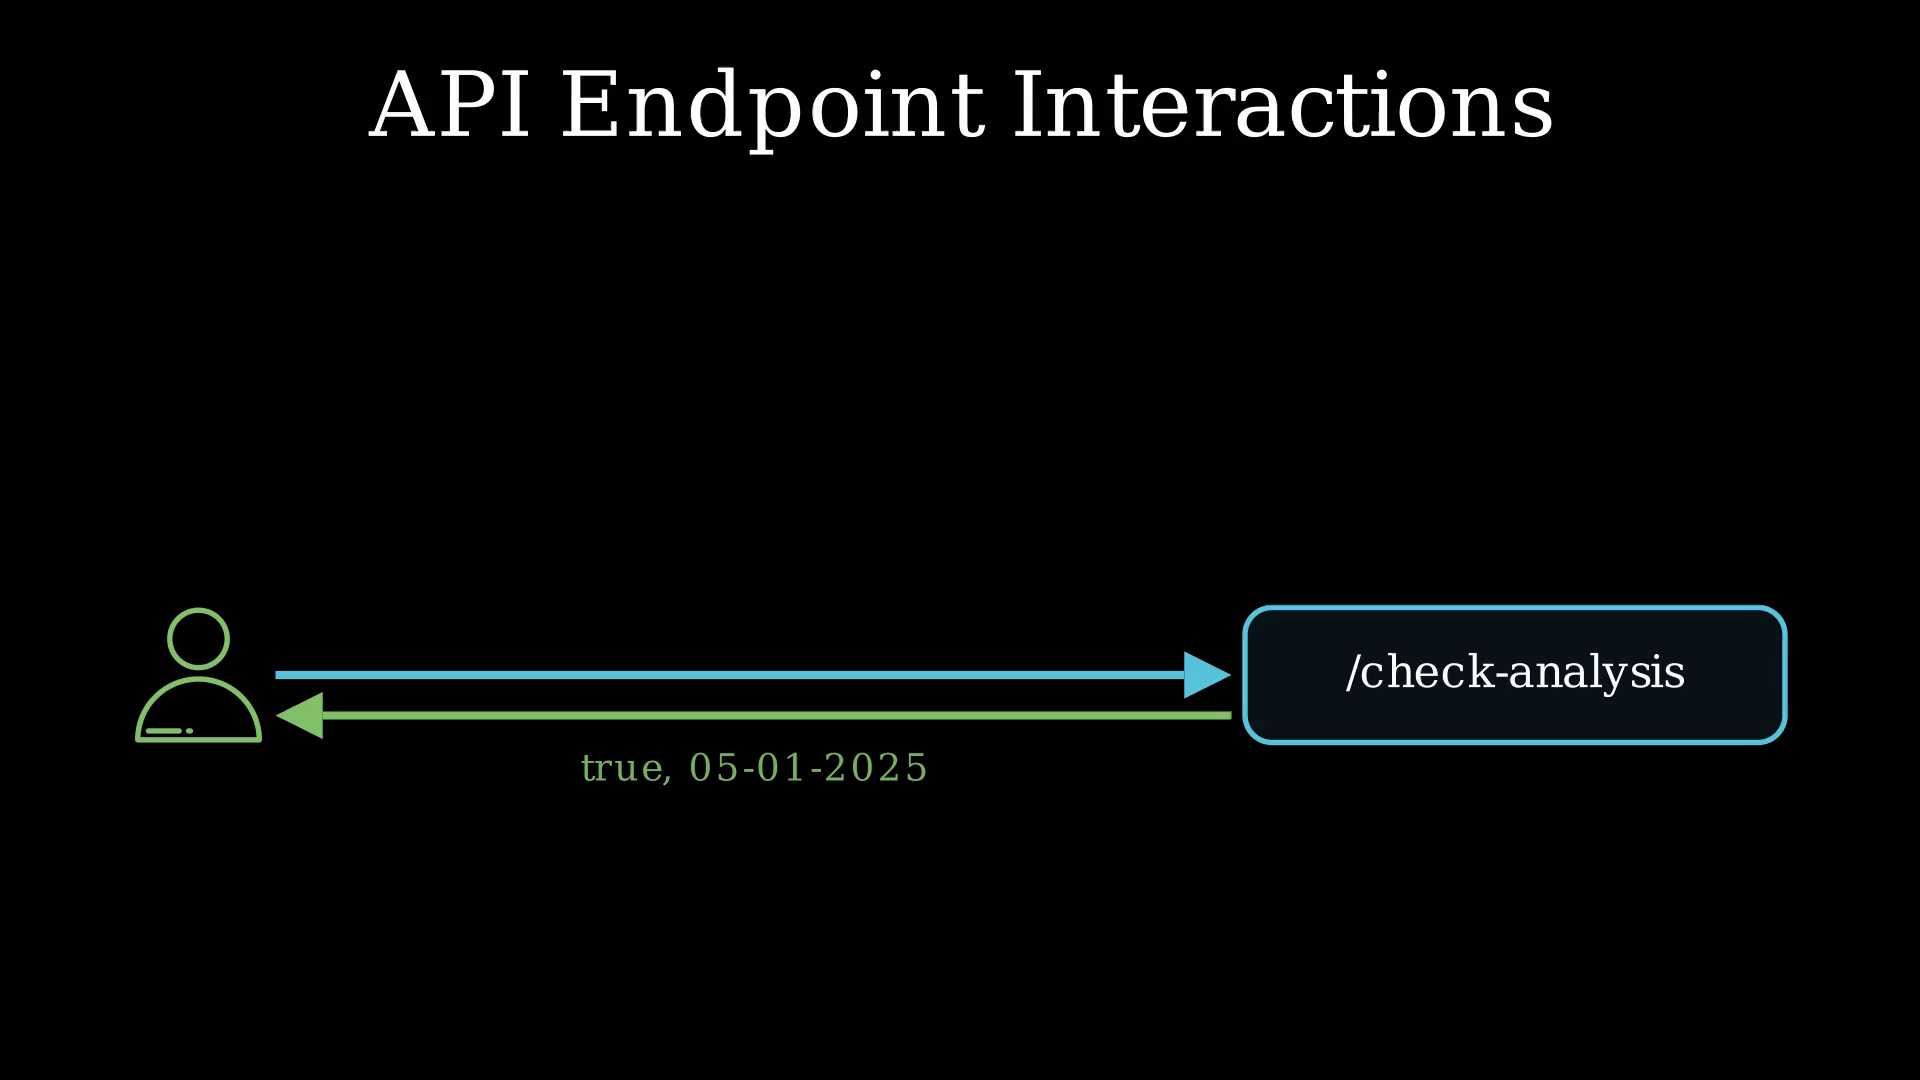 API Endpoint Interactions
/check-analysis
true, 05-01-2025